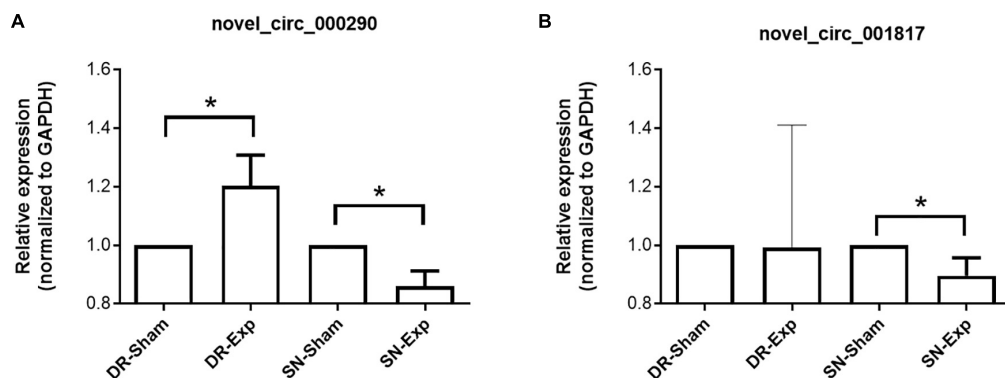 A
novel_circ_000290
Relative expression
(normalized to GAPDH)
1.6
1.4
1.2
1.0
0.8
*
*
DR-Sham
DR-Exp
SN-Sham
SN-Exp
B
novel_circ_001817
Relative expression
(normalized to GAPDH)
1.6
1.4
1.2
1.0
0.8
*
DR-Sham
DR-Exp
SN-Sham
SN-Exp